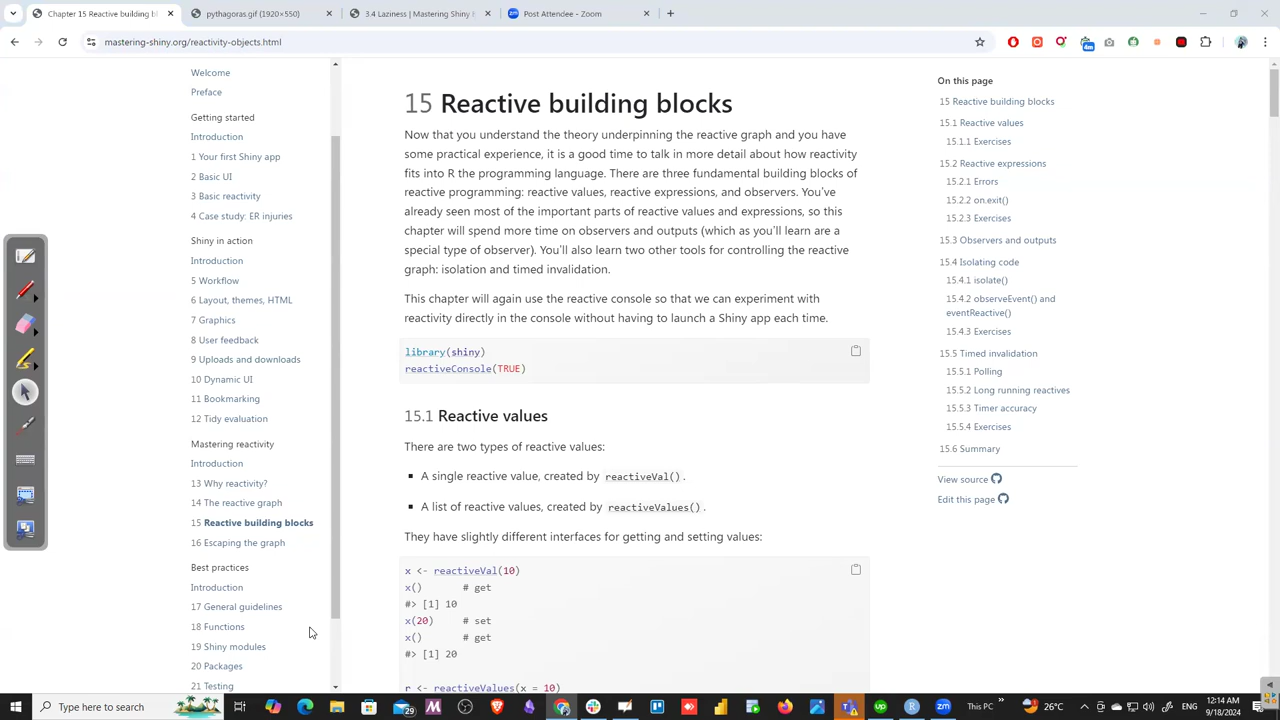 Chapter 15 Reactive building bl
pythagoras.gif (1920×550)
3.4 Laziness | Mastering Shiny
Post Attendee - Zoom
mastering-shiny.org/reactivity-objects.html
4m
Welcome
Preface
Getting started
Introduction
1 Your first Shiny app
2 Basic UI
3 Basic reactivity
4 Case study: ER injuries
Shiny in action
Introduction
5 Workflow
6 Layout, themes, HTML
7 Graphics
8 User feedback
9 Uploads and downloads
10 Dynamic UI
11 Bookmarking
12 Tidy evaluation
Mastering reactivity
Introduction
13 Why reactivity?
14 The reactive graph
15 Reactive building blocks
16 Escaping the graph
Best practices
Introduction
17 General guidelines
18 Functions
19 Shiny modules
20 Packages
21 Testing
15 Reactive building blocks
Now that you understand the theory underpinning the reactive graph and you have
some practical experience, it is a good time to talk in more detail about how reactivity
fits into R the programming language. There are three fundamental building blocks of
reactive programming: reactive values, reactive expressions, and observers. You've
already seen most of the important parts of reactive values and expressions, so this
chapter will spend more time on observers and outputs (which as you'll learn are a
special type of observer). You'll also learn two other tools for controlling the reactive
graph: isolation and timed invalidation.
This chapter will again use the reactive console so that we can experiment with
reactivity directly in the console without having to launch a Shiny app each time.
library(shiny)
reactiveConsole(TRUE)
15.1 Reactive values
There are two types of reactive values:
A single reactive value, created by reactiveVal().
A list of reactive values, created by reactiveValues().
They have slightly different interfaces for getting and setting values:
x <- reactiveVal(10)
x()       # get
#> [1] 10
x(20)     # set
x()       # get
#> [1] 20
r <- reactiveValues(x = 10)
On this page
15 Reactive building blocks
15.1 Reactive values
15.1.1 Exercises
15.2 Reactive expressions
15.2.1 Errors
15.2.2 on.exit()
15.2.3 Exercises
15.3 Observers and outputs
15.4 Isolating code
15.4.1 isolate()
15.4.2 observeEvent() and
eventReactive()
15.4.3 Exercises
15.5 Timed invalidation
15.5.1 Polling
15.5.2 Long running reactives
15.5.3 Timer accuracy
15.5.4 Exercises
15.6 Summary
View source
Edit this page
Type here to search
29
This PC
26°C
12:14 AM
9/18/2024